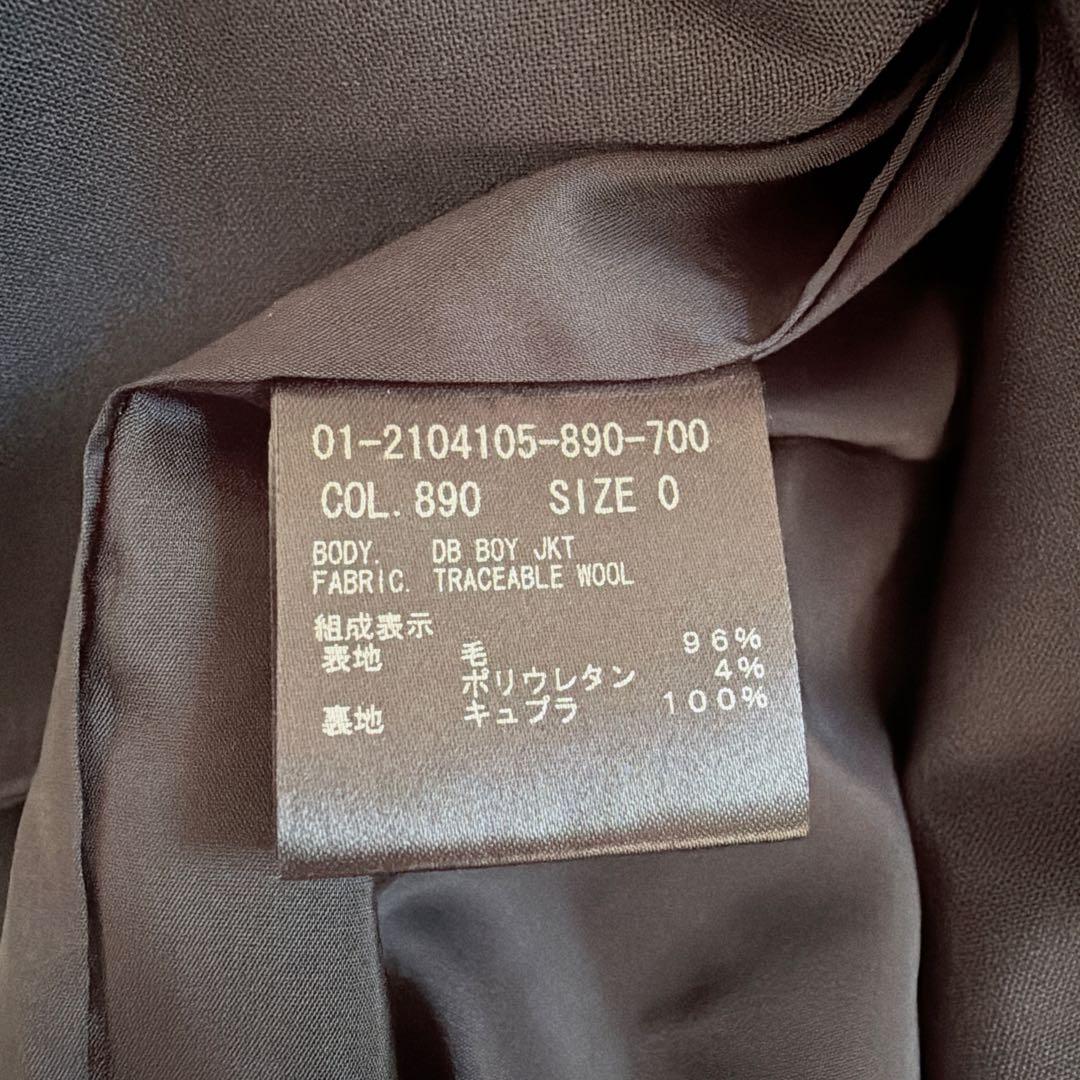 01-2104105-890-700
COL. 890 SIZE 0
BODY. DB BOY JKT
FABRIC. TRACEABLE WOOL
組成表示
表地 毛 96%
ポリウレタン 4%
裏地 キュプラ 100%